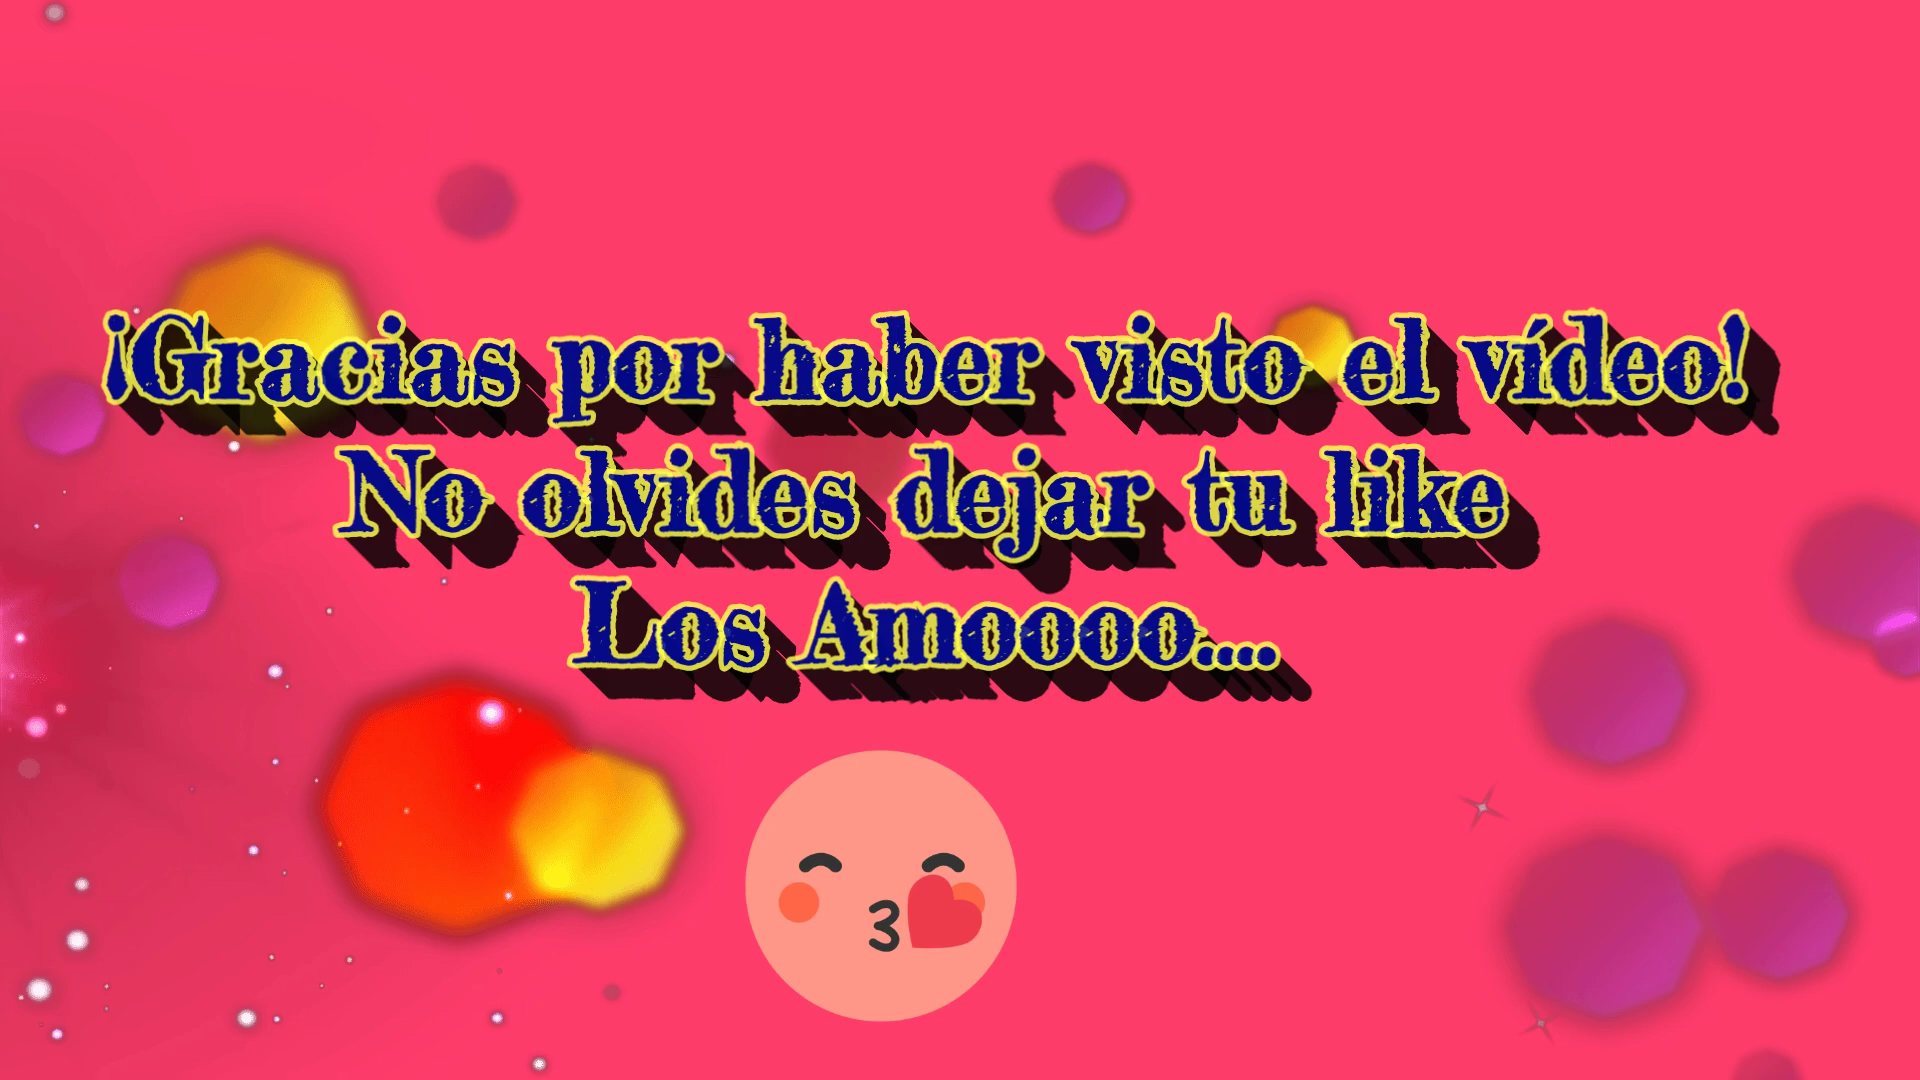 ¡Gracias por haber visto el vídeo!
No olvides dejar tu like
Los Amoooo....